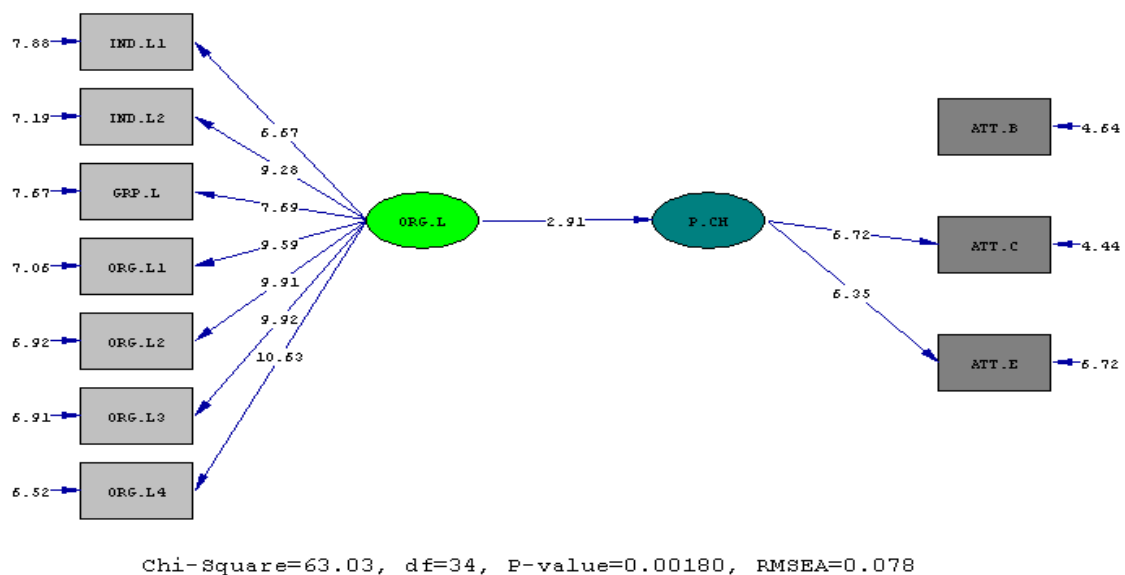 7.88
IND.L1
7.19
IND.L2
7.67
GRP.L
7.06
ORG.L1
6.92
ORG.L2
6.91
ORG.L3
6.52
ORG.L4
6.67
9.28
7.69
9.59
9.91
9.92
10.63
ORG.L
2.91
P.CH
6.72
6.35
ATT.B
4.64
ATT.C
4.44
ATT.E
6.72
Chi-Square=63.03, df=34, P-value=0.00180, RMSEA=0.078